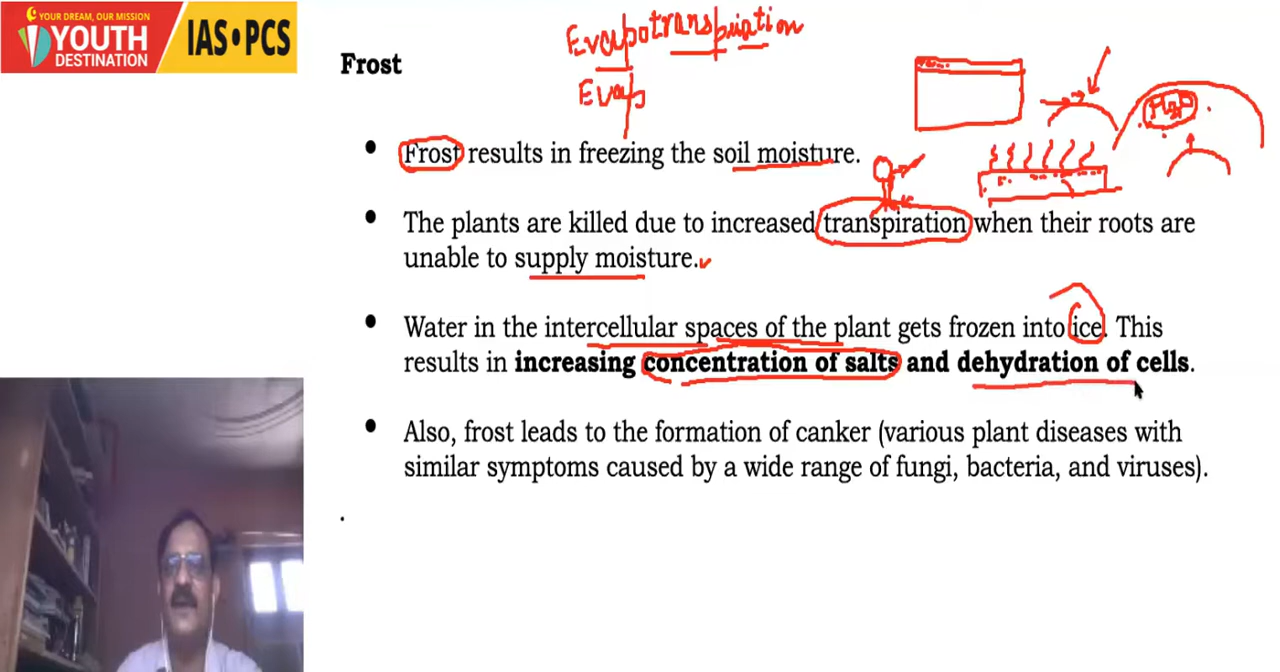 YOUR DREAM, OUR MISSION
YOUTH
DESTINATION
IAS•PCS
Evapotranspiration
Evap
Frost
• Frost results in freezing the soil moisture.
• The plants are killed due to increased transpiration when their roots are
unable to supply moisture.
• Water in the intercellular spaces of the plant gets frozen into ice. This
results in increasing concentration of salts and dehydration of cells.
• Also, frost leads to the formation of canker (various plant diseases with
similar symptoms caused by a wide range of fungi, bacteria, and viruses).
.